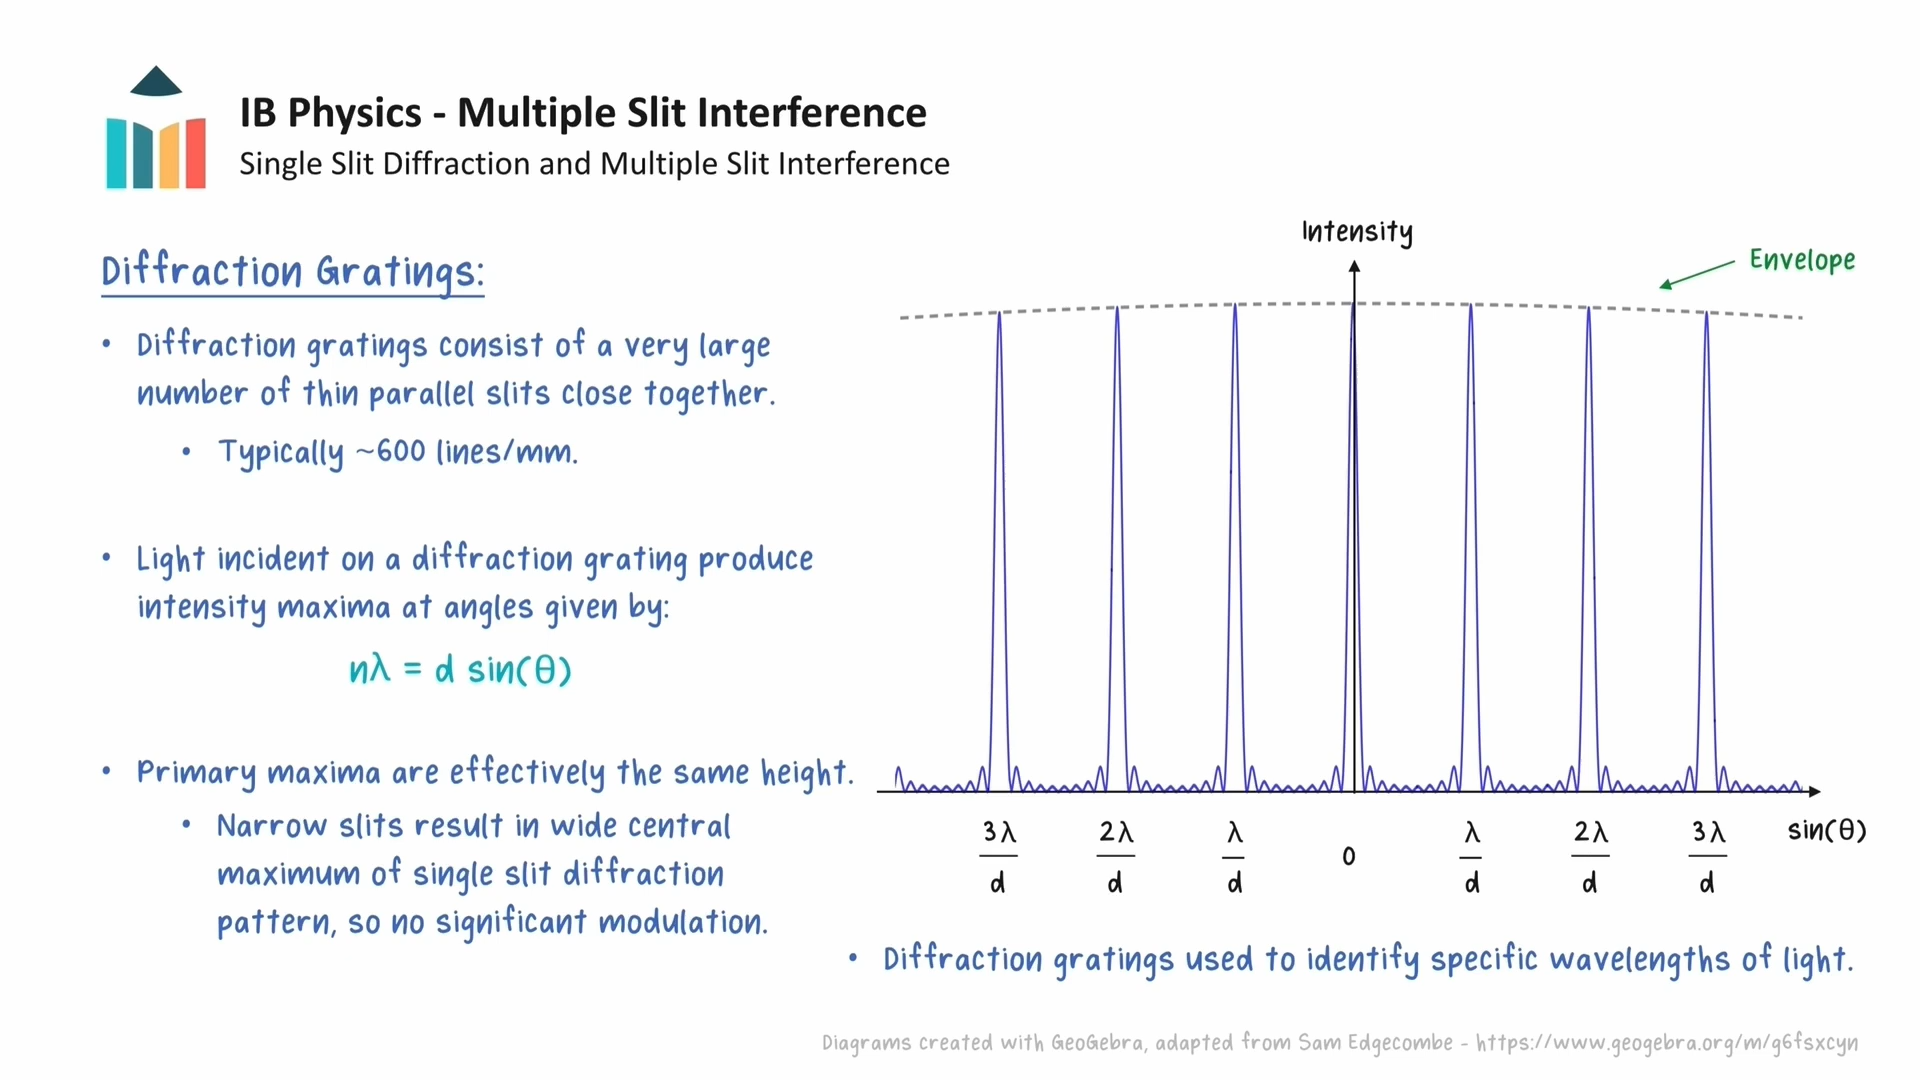 IB Physics - Multiple Slit Interference
Single Slit Diffraction and Multiple Slit Interference
Diffraction Gratings:
• Diffraction gratings consist of a very large
number of thin parallel slits close together.
• Typically ~600 lines/mm.
• Light incident on a diffraction grating produce
intensity maxima at angles given by:
nλ = d sin(θ)
• Primary maxima are effectively the same height.
• Narrow slits result in wide central
maximum of single slit diffraction
pattern, so no significant modulation.
Intensity
Envelope
3λ 2λ λ λ 2λ 3λ sin(θ)
0
d d d d d d
• Diffraction gratings used to identify specific wavelengths of light.
Diagrams created with GeoGebra, adapted from Sam Edgecombe - https://www.geogebra.org/m/g6fsxcyn